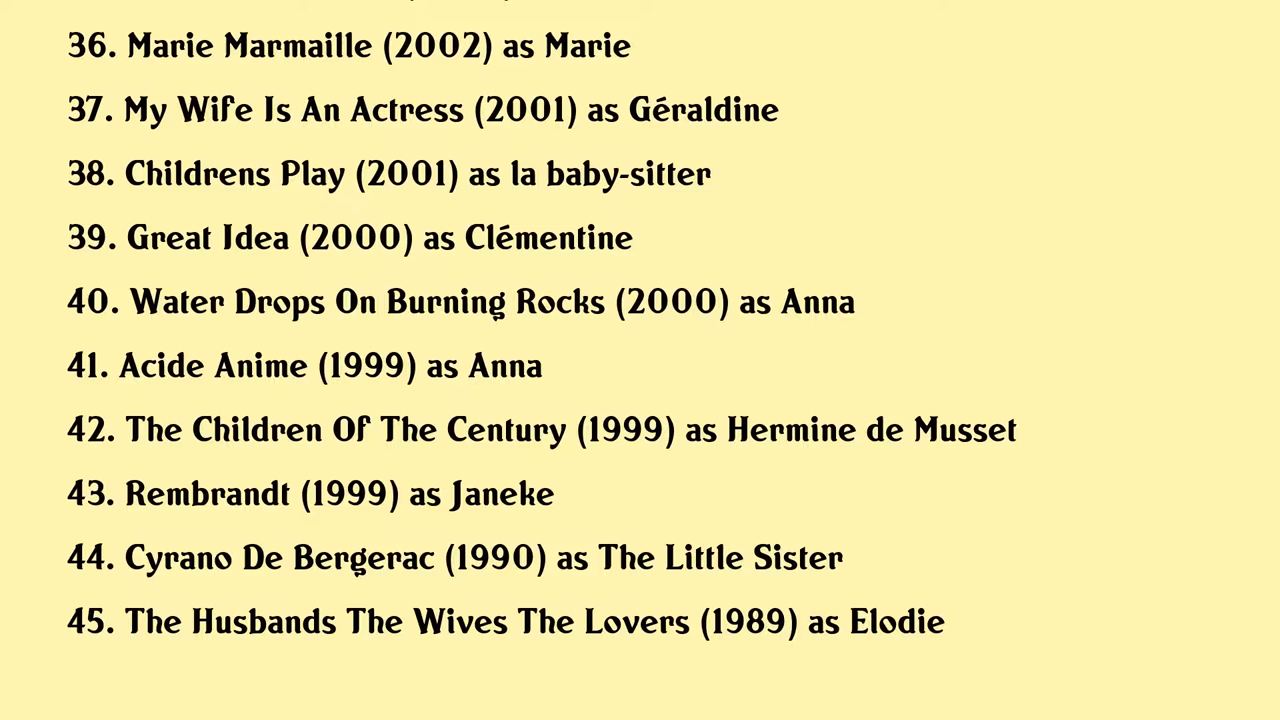 36. Marie Marmaille (2002) as Marie
37. My Wife Is An Actress (2001) as Géraldine
38. Childrens Play (2001) as la baby-sitter
39. Great Idea (2000) as Clémentine
40. Water Drops On Burning Rocks (2000) as Anna
41. Acide Anime (1999) as Anna
42. The Children Of The Century (1999) as Hermine de Musset
43. Rembrandt (1999) as Janeke
44. Cyrano De Bergerac (1990) as The Little Sister
45. The Husbands The Wives The Lovers (1989) as Elodie